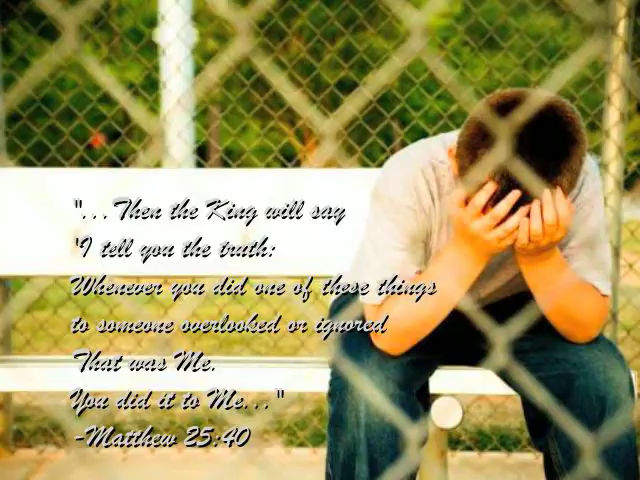 "...Then the King will say
'I tell you the truth:
Whenever you did one of these things
to someone overlooked or ignored
That was Me.
You did it to Me..."
-Matthew 25:40